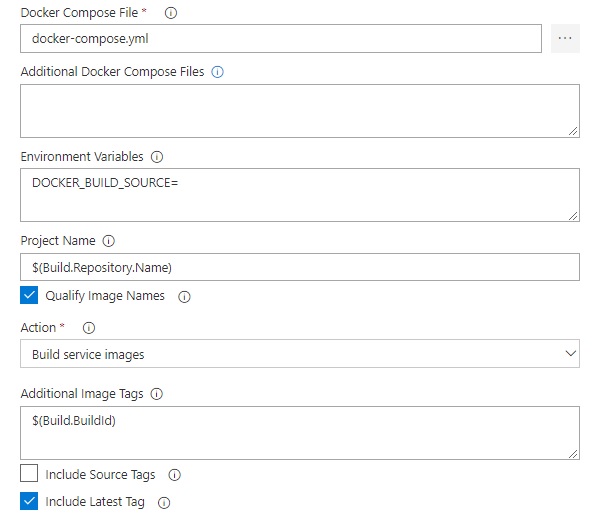 Docker Compose File *
docker-compose.yml
...
Additional Docker Compose Files
Environment Variables
DOCKER_BUILD_SOURCE=
Project Name
$(Build.Repository.Name)
Qualify Image Names
Action *
Build service images
Additional Image Tags
$(Build.BuildId)
Include Source Tags
Include Latest Tag